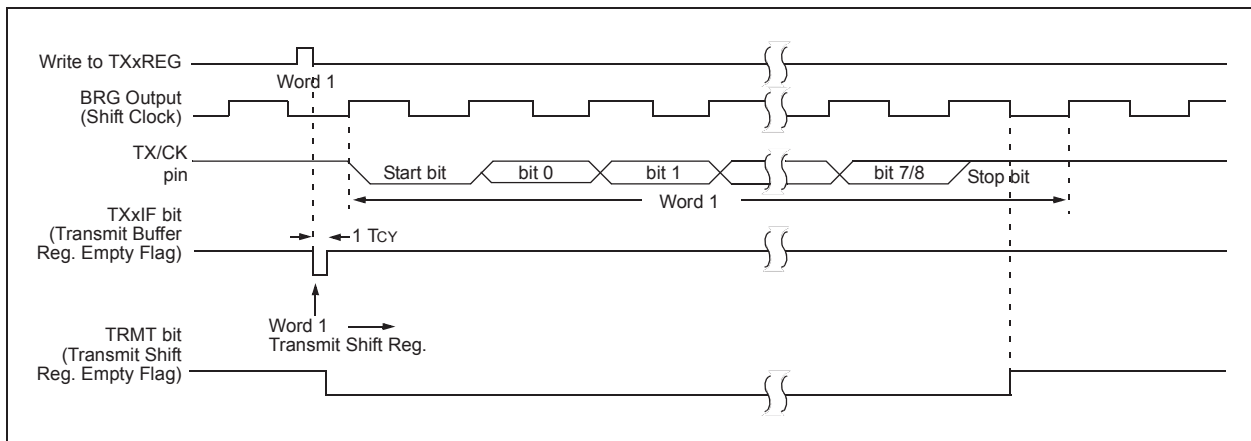 Write to TXxREG
Word 1
BRG Output
(Shift Clock)
TX/CK
pin
Start bit
bit 0
bit 1
bit 7/8
Stop bit
Word 1
TXxIF bit
(Transmit Buffer
Reg. Empty Flag)
1 TCY
Word 1
Transmit Shift Reg.
TRMT bit
(Transmit Shift
Reg. Empty Flag)